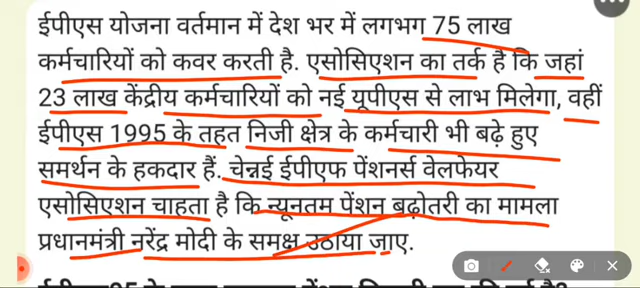 ईपीएस योजना वर्तमान में देश भर में लगभग 75 लाख
कर्मचारियों को कवर करती है. एसोसिएशन का तर्क है कि जहां
23 लाख केंद्रीय कर्मचारियों को नई यूपीएस से लाभ मिलेगा, वहीं
ईपीएस 1995 के तहत निजी क्षेत्र के कर्मचारी भी बढ़े हुए
समर्थन के हकदार हैं. चेन्नई ईपीएफ पेंशनर्स वेलफेयर
एसोसिएशन चाहता है कि न्यूनतम पेंशन बढ़ोतरी का मामला
प्रधानमंत्री नरेंद्र मोदी के समक्ष उठाया जाए.